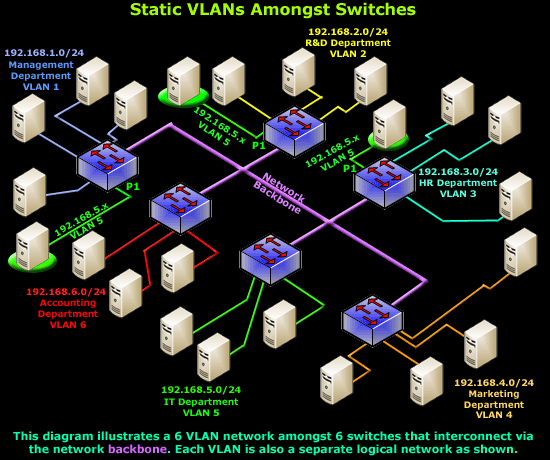 Static VLANs Amongst Switches
192.168.2.0/24
R&D Department
VLAN 2
192.168.1.0/24
Management
Department
VLAN 1
192.168.5.x
VLAN 5
P1
192.168.5.x
VLAN 5
P1
P1
192.168.3.0/24
HR Department
VLAN 3
Network
Backbone
192.168.5.x
VLAN 5
192.168.6.0/24
Accounting
Department
VLAN 6
192.168.5.0/24
IT Department
VLAN 5
192.168.4.0/24
Marketing
Department
VLAN 4
This diagram illustrates a 6 VLAN network amongst 6 switches that interconnect via
the network backbone. Each VLAN is also a separate logical network as shown.